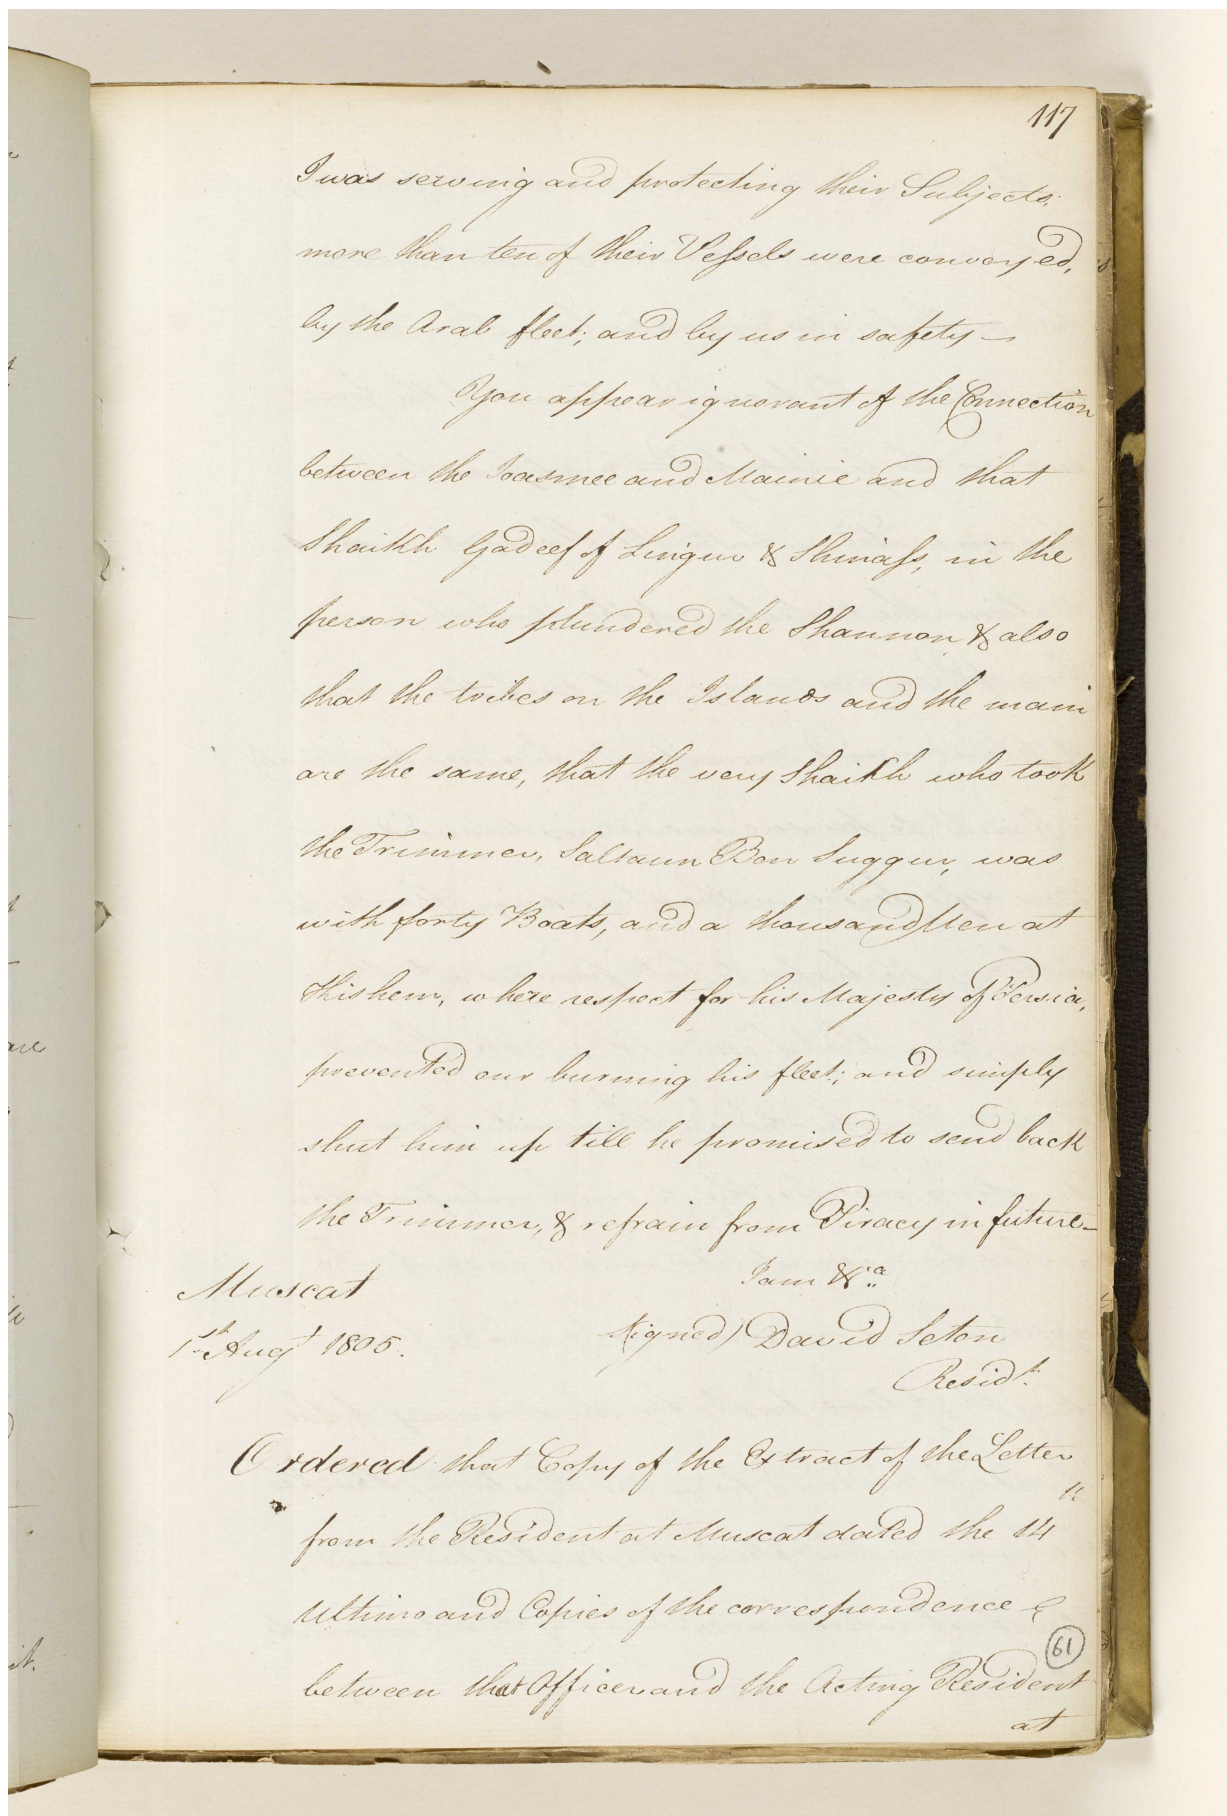 117
I was serving and protecting their Subjects;
more than ten of their Vessels were convoyed,
by the Arab fleet; and by us in safety —
You appear ignorant of the Connection
between the Joasmee and Mainie and that
Shaikh Gadeef of Lingur & Shinass, in the
person who plundered the Shannon & also
that the tribes on the Islands and the main
are the same, that the very Shaikh who took
the Trimmer, Saltaun Ben Suggur, was
with forty Boats, and a thousand Men at
Kishem, where respect for his Majesty of Persia,
prevented our burning his fleet; and simply
shut him up till he promised to send back
the Trimmer, & refrain from Piracy in future —
I am &ca
Muscat
1st Augt 1805.
signed) David Seton
Residt.
Ordered that Copy of the Extract of the Letter
from the Resident at Muscat dated the 14th
Ultimo and Copies of the correspondence
between that Officer and the Acting Resident
61
at